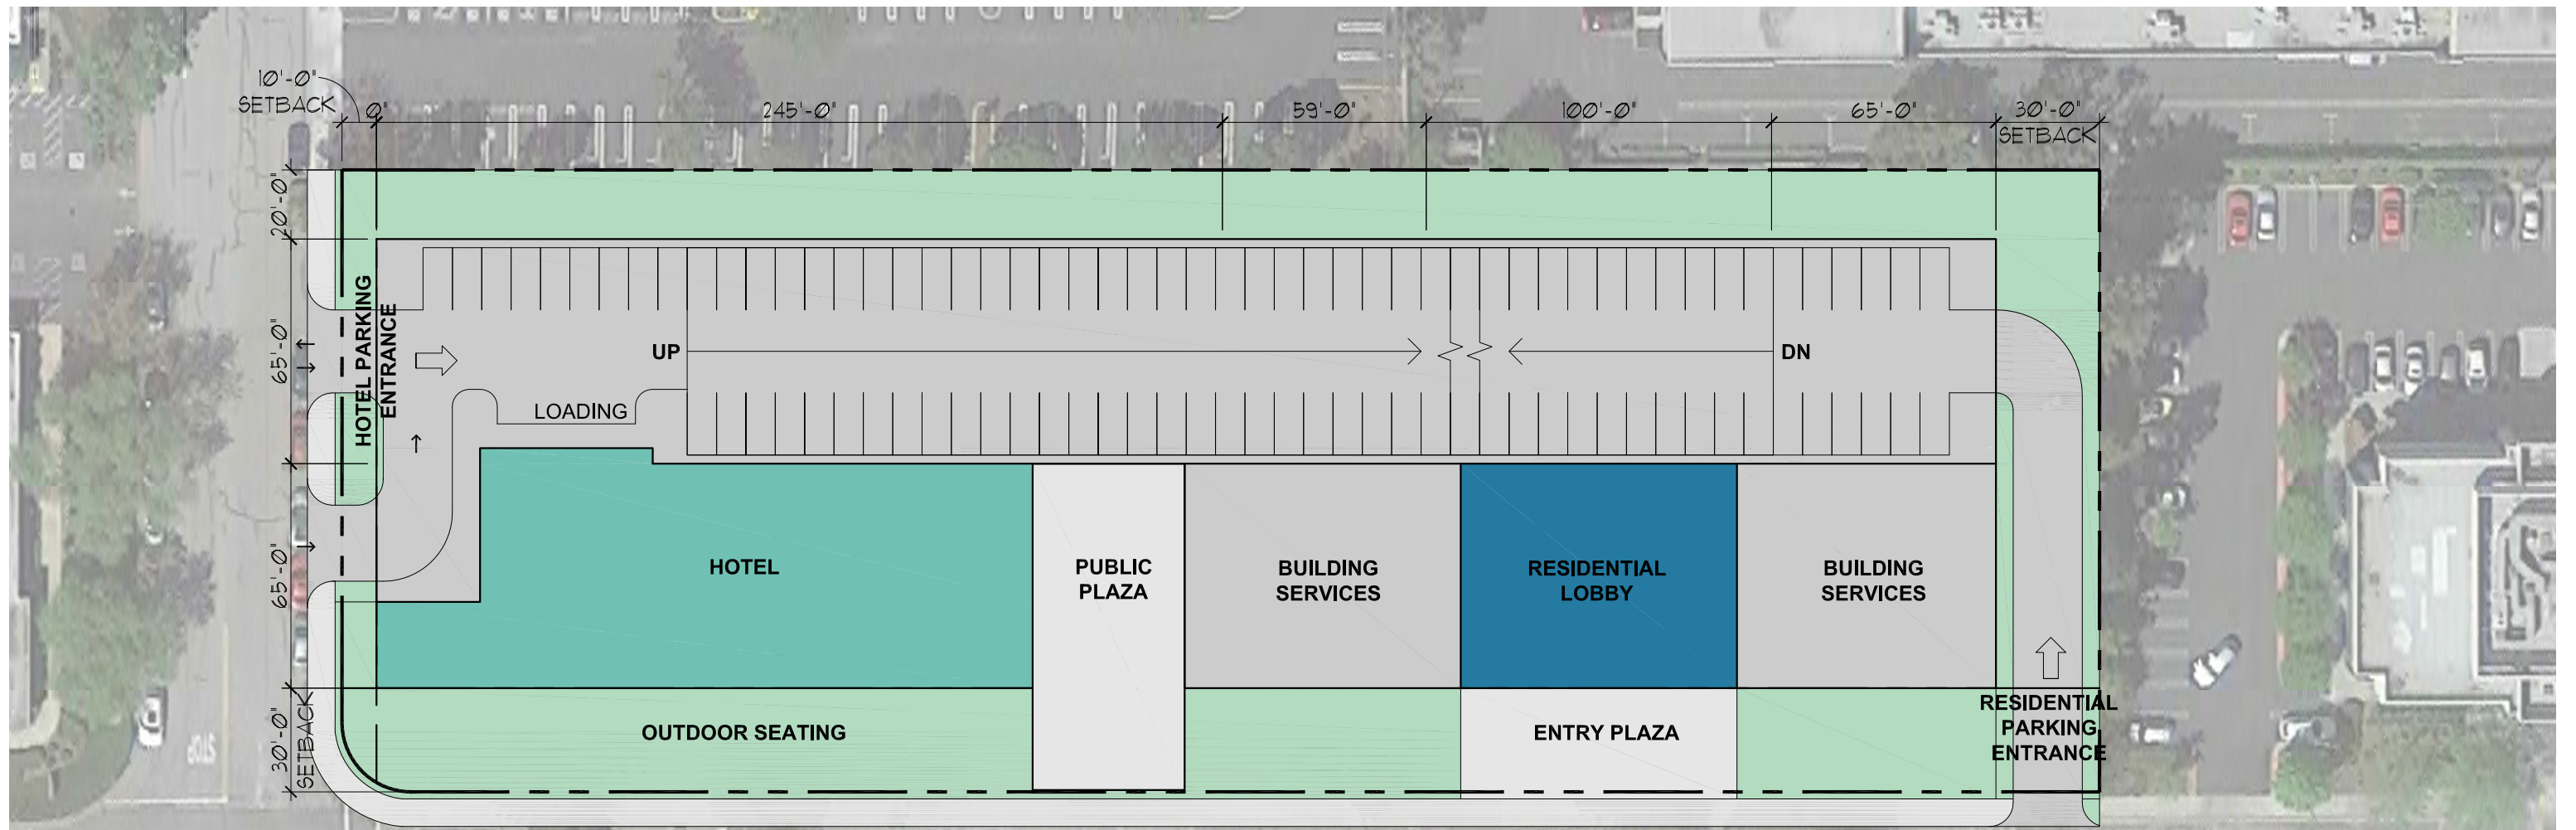 10'-0"
SETBACK
0"
245'-0"
59'-0"
100'-0"
65'-0"
30'-0"
SETBACK
20'-0"
65'-0"
65'-0"
30'-0"
SETBACK
HOTEL PARKING
ENTRANCE
UP
DN
LOADING
HOTEL
PUBLIC
PLAZA
BUILDING
SERVICES
RESIDENTIAL
LOBBY
BUILDING
SERVICES
OUTDOOR SEATING
ENTRY PLAZA
RESIDENTIAL
PARKING
ENTRANCE
STOP